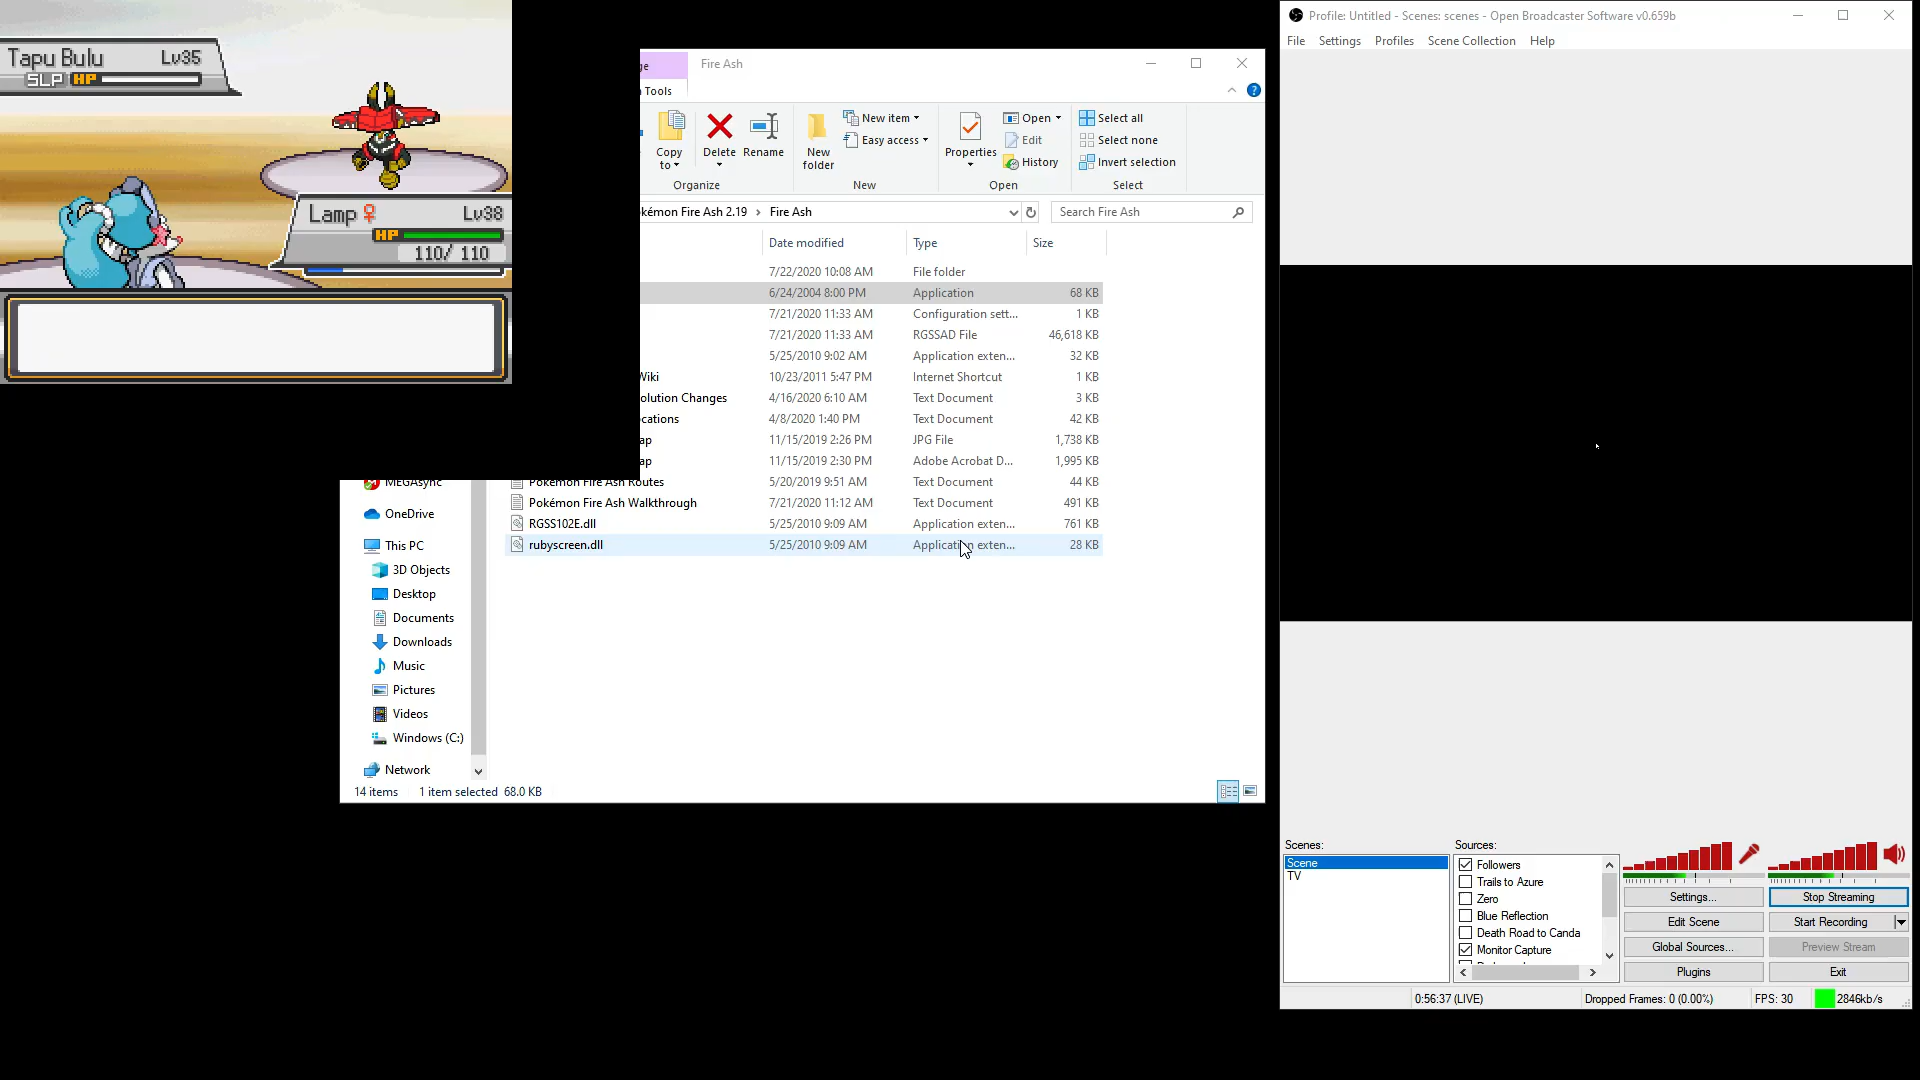 Tapu Bulu Lv35
SLP HP
Lamp♀ Lv38
HP
110/ 110
Fire Ash
Tools
Copy to
Delete
Rename
New folder
New item
Easy access
Properties
Open
Edit
History
Select all
Select none
Invert selection
Organize
New
Open
Select
kémon Fire Ash 2.19 › Fire Ash
Search Fire Ash
Date modified Type Size
7/22/2020 10:08 AM File folder
6/24/2004 8:00 PM Application 68 KB
7/21/2020 11:33 AM Configuration sett... 1 KB
7/21/2020 11:33 AM RGSSAD File 46,618 KB
5/25/2010 9:02 AM Application exten... 32 KB
Wiki 10/23/2011 5:47 PM Internet Shortcut 1 KB
olution Changes 4/16/2020 6:10 AM Text Document 3 KB
cations 4/8/2020 1:40 PM Text Document 42 KB
ap 11/15/2019 2:26 PM JPG File 1,738 KB
ap 11/15/2019 2:30 PM Adobe Acrobat D... 1,995 KB
Pokémon Fire Ash Routes 5/20/2019 9:51 AM Text Document 44 KB
Pokémon Fire Ash Walkthrough 7/21/2020 11:12 AM Text Document 491 KB
RGSS102E.dll 5/25/2010 9:09 AM Application exten... 761 KB
rubyscreen.dll 5/25/2010 9:09 AM Application exten... 28 KB
MEGAsync
OneDrive
This PC
3D Objects
Desktop
Documents
Downloads
Music
Pictures
Videos
Windows (C:)
Network
14 items 1 item selected 68.0 KB
Profile: Untitled - Scenes: scenes - Open Broadcaster Software v0.659b
File Settings Profiles Scene Collection Help
Scenes:
Scene
TV
Sources:
Followers
Trails to Azure
Zero
Blue Reflection
Death Road to Canda
Monitor Capture
Settings...
Stop Streaming
Edit Scene
Start Recording
Global Sources...
Preview Stream
Plugins
Exit
0:56:37 (LIVE) Dropped Frames: 0 (0.00%) FPS: 30 2846kb/s